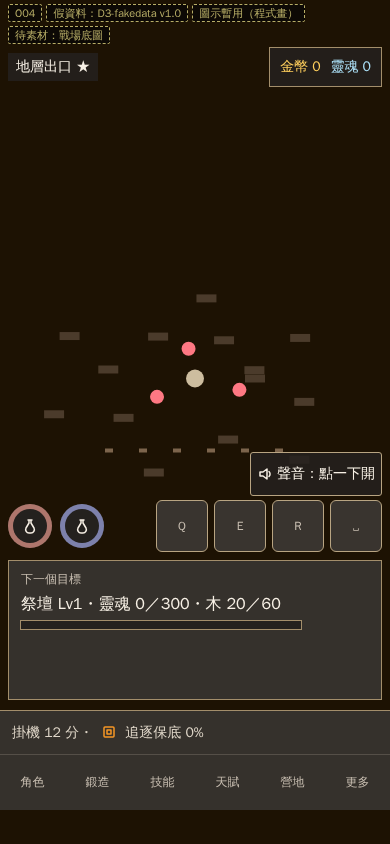 004 假資料：D3-fakedata v1.0 圖示暫用（程式畫）
待素材：戰場底圖
地層出口 ★
金幣 0 靈魂 0
聲音：點一下開
Q E R ⎵
下一個目標
祭壇 Lv1・靈魂 0／300・木 20／60
掛機 12 分・ 追逐保底 0%
角色 鍛造 技能 天賦 營地 更多